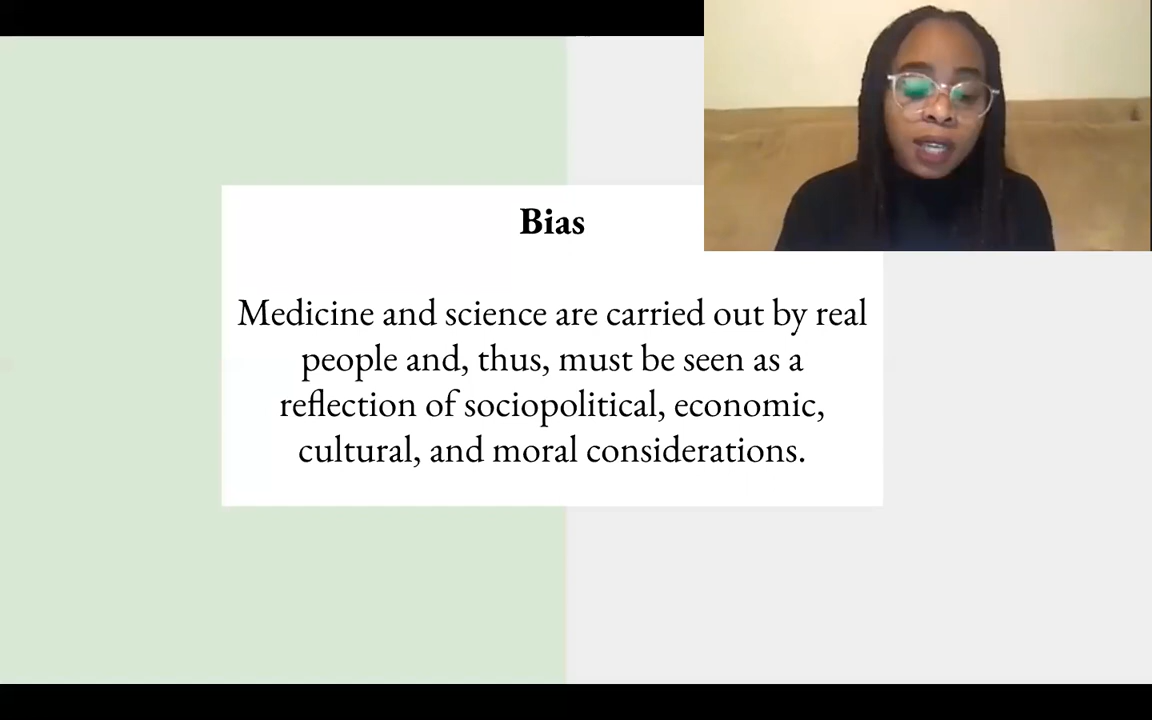 Bias
Medicine and science are carried out by real
people and, thus, must be seen as a
reflection of sociopolitical, economic,
cultural, and moral considerations.